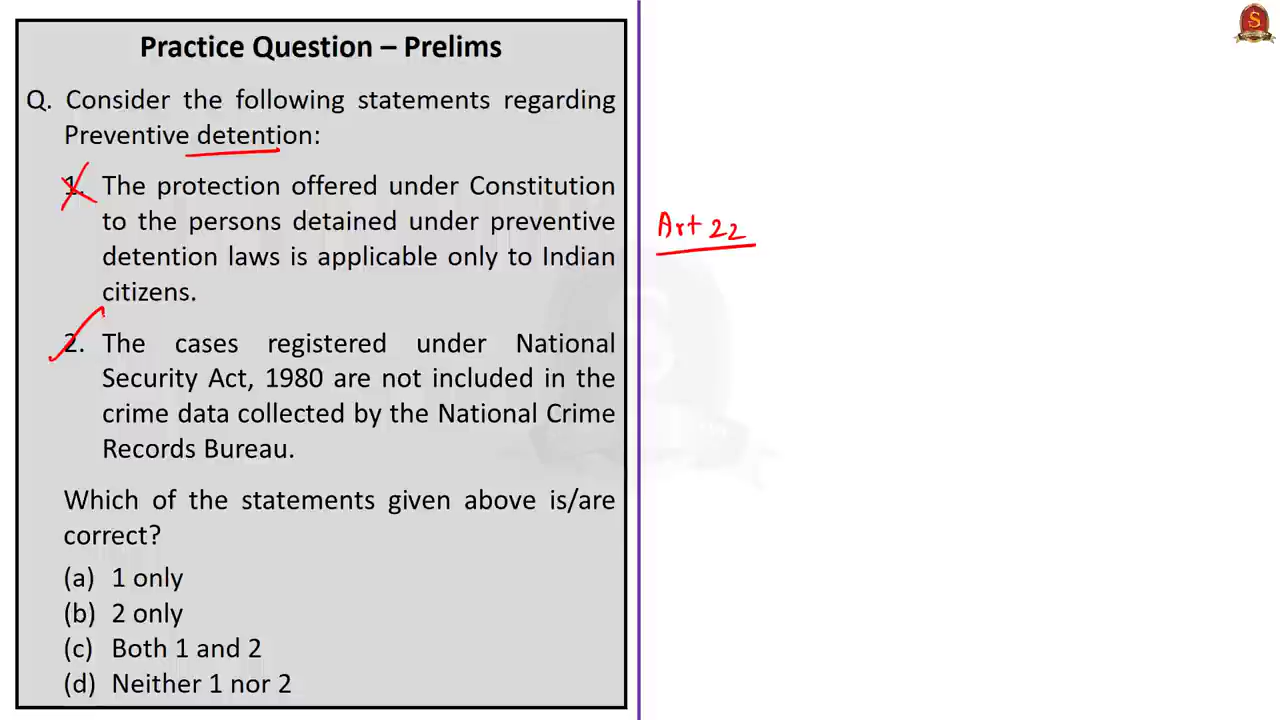 Practice Question – Prelims
Q. Consider the following statements regarding
Preventive detention:
1. The protection offered under Constitution
to the persons detained under preventive
detention laws is applicable only to Indian
citizens.
2. The cases registered under National
Security Act, 1980 are not included in the
crime data collected by the National Crime
Records Bureau.
Which of the statements given above is/are
correct?
(a) 1 only
(b) 2 only
(c) Both 1 and 2
(d) Neither 1 nor 2
Art 22
S